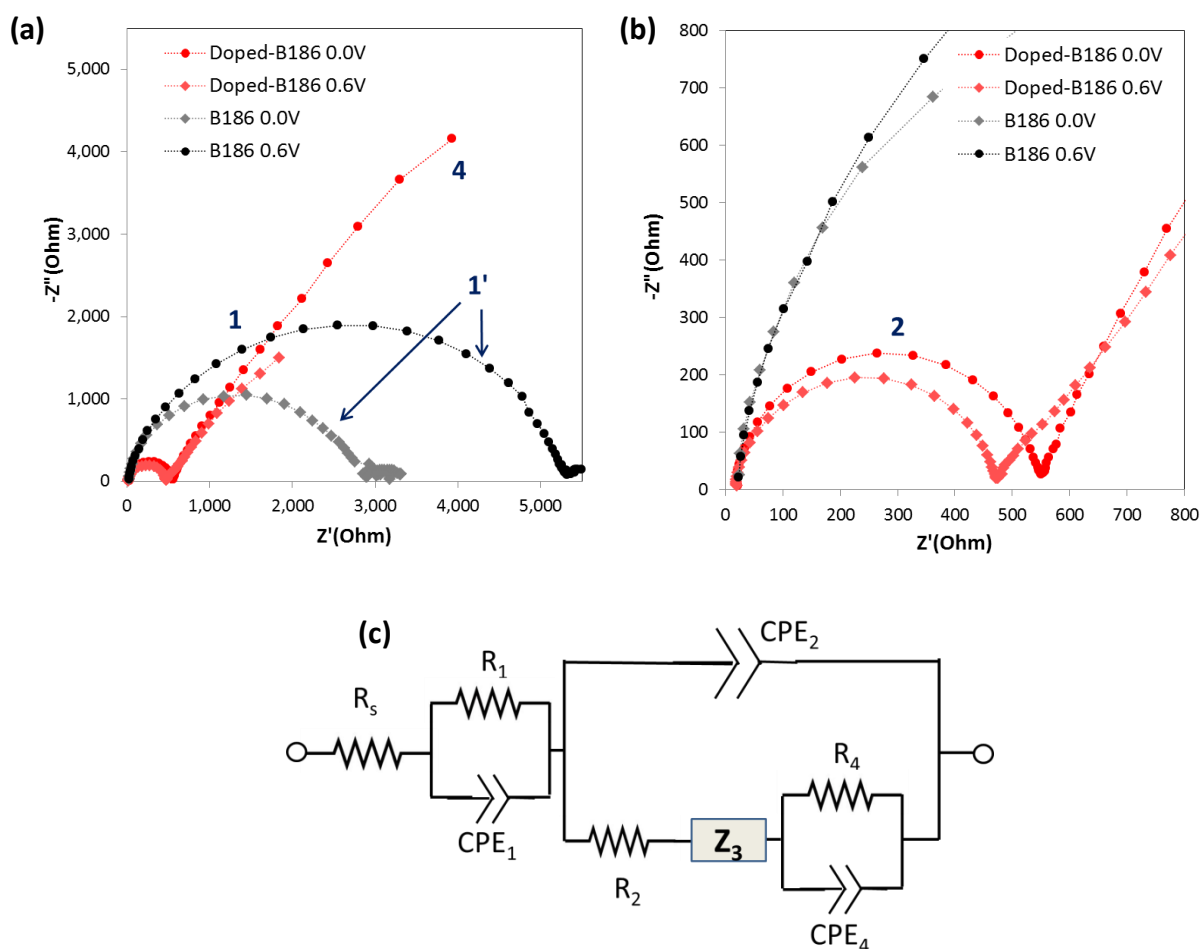 (a)
Doped-B186 0.0V
Doped-B186 0.6V
B186 0.0V
B186 0.6V
5,000
4,000
3,000
2,000
1,000
0
-Z"(Ohm)
4
1'
1
0 1,000 2,000 3,000 4,000 5,000
Z'(Ohm)
(b)
Doped-B186 0.0V
Doped-B186 0.6V
B186 0.0V
B186 0.6V
800
700
600
500
400
300
200
100
0
-Z"(Ohm)
2
0 100 200 300 400 500 600 700 800
Z'(Ohm)
(c)
CPE2
R1
Rs
CPE1
R4
Z3
R2
CPE4